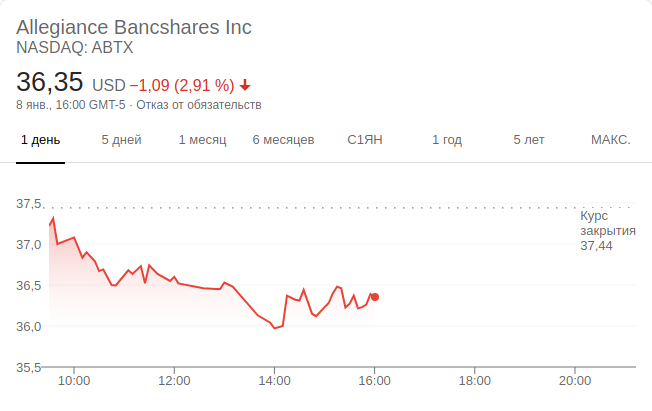 Allegiance Bancshares Inc
NASDAQ: ABTX
36,35 USD −1,09 (2,91 %)
8 янв., 16:00 GMT-5 · Отказ от обязательств
1 день 5 дней 1 месяц 6 месяцев С1ЯН 1 год 5 лет МАКС.
37,5
Курс
закрытия
37,44
37,0
36,5
36,0
35,5
10:00 12:00 14:00 16:00 18:00 20:00